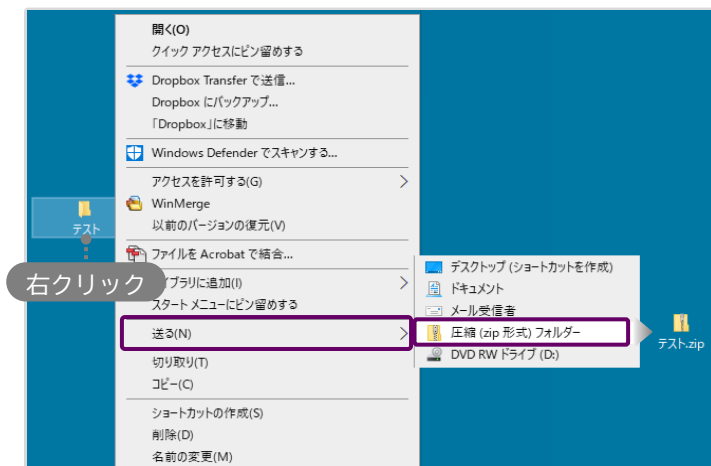 開く(O)
クイック アクセスにピン留めする
Dropbox Transfer で送信...
Dropbox にバックアップ...
「Dropbox」に移動
Windows Defender でスキャンする...
アクセスを許可する(G)
WinMerge
以前のバージョンの復元(V)
テスト
ファイルを Acrobat で結合...
右クリック
イブラリに追加(I)
スタート メニューにピン留めする
送る(N)
切り取り(T)
コピー(C)
ショートカットの作成(S)
削除(D)
名前の変更(M)
デスクトップ (ショートカットを作成)
ドキュメント
メール受信者
圧縮 (zip 形式) フォルダー
DVD RW ドライブ (D:)
テスト.zip